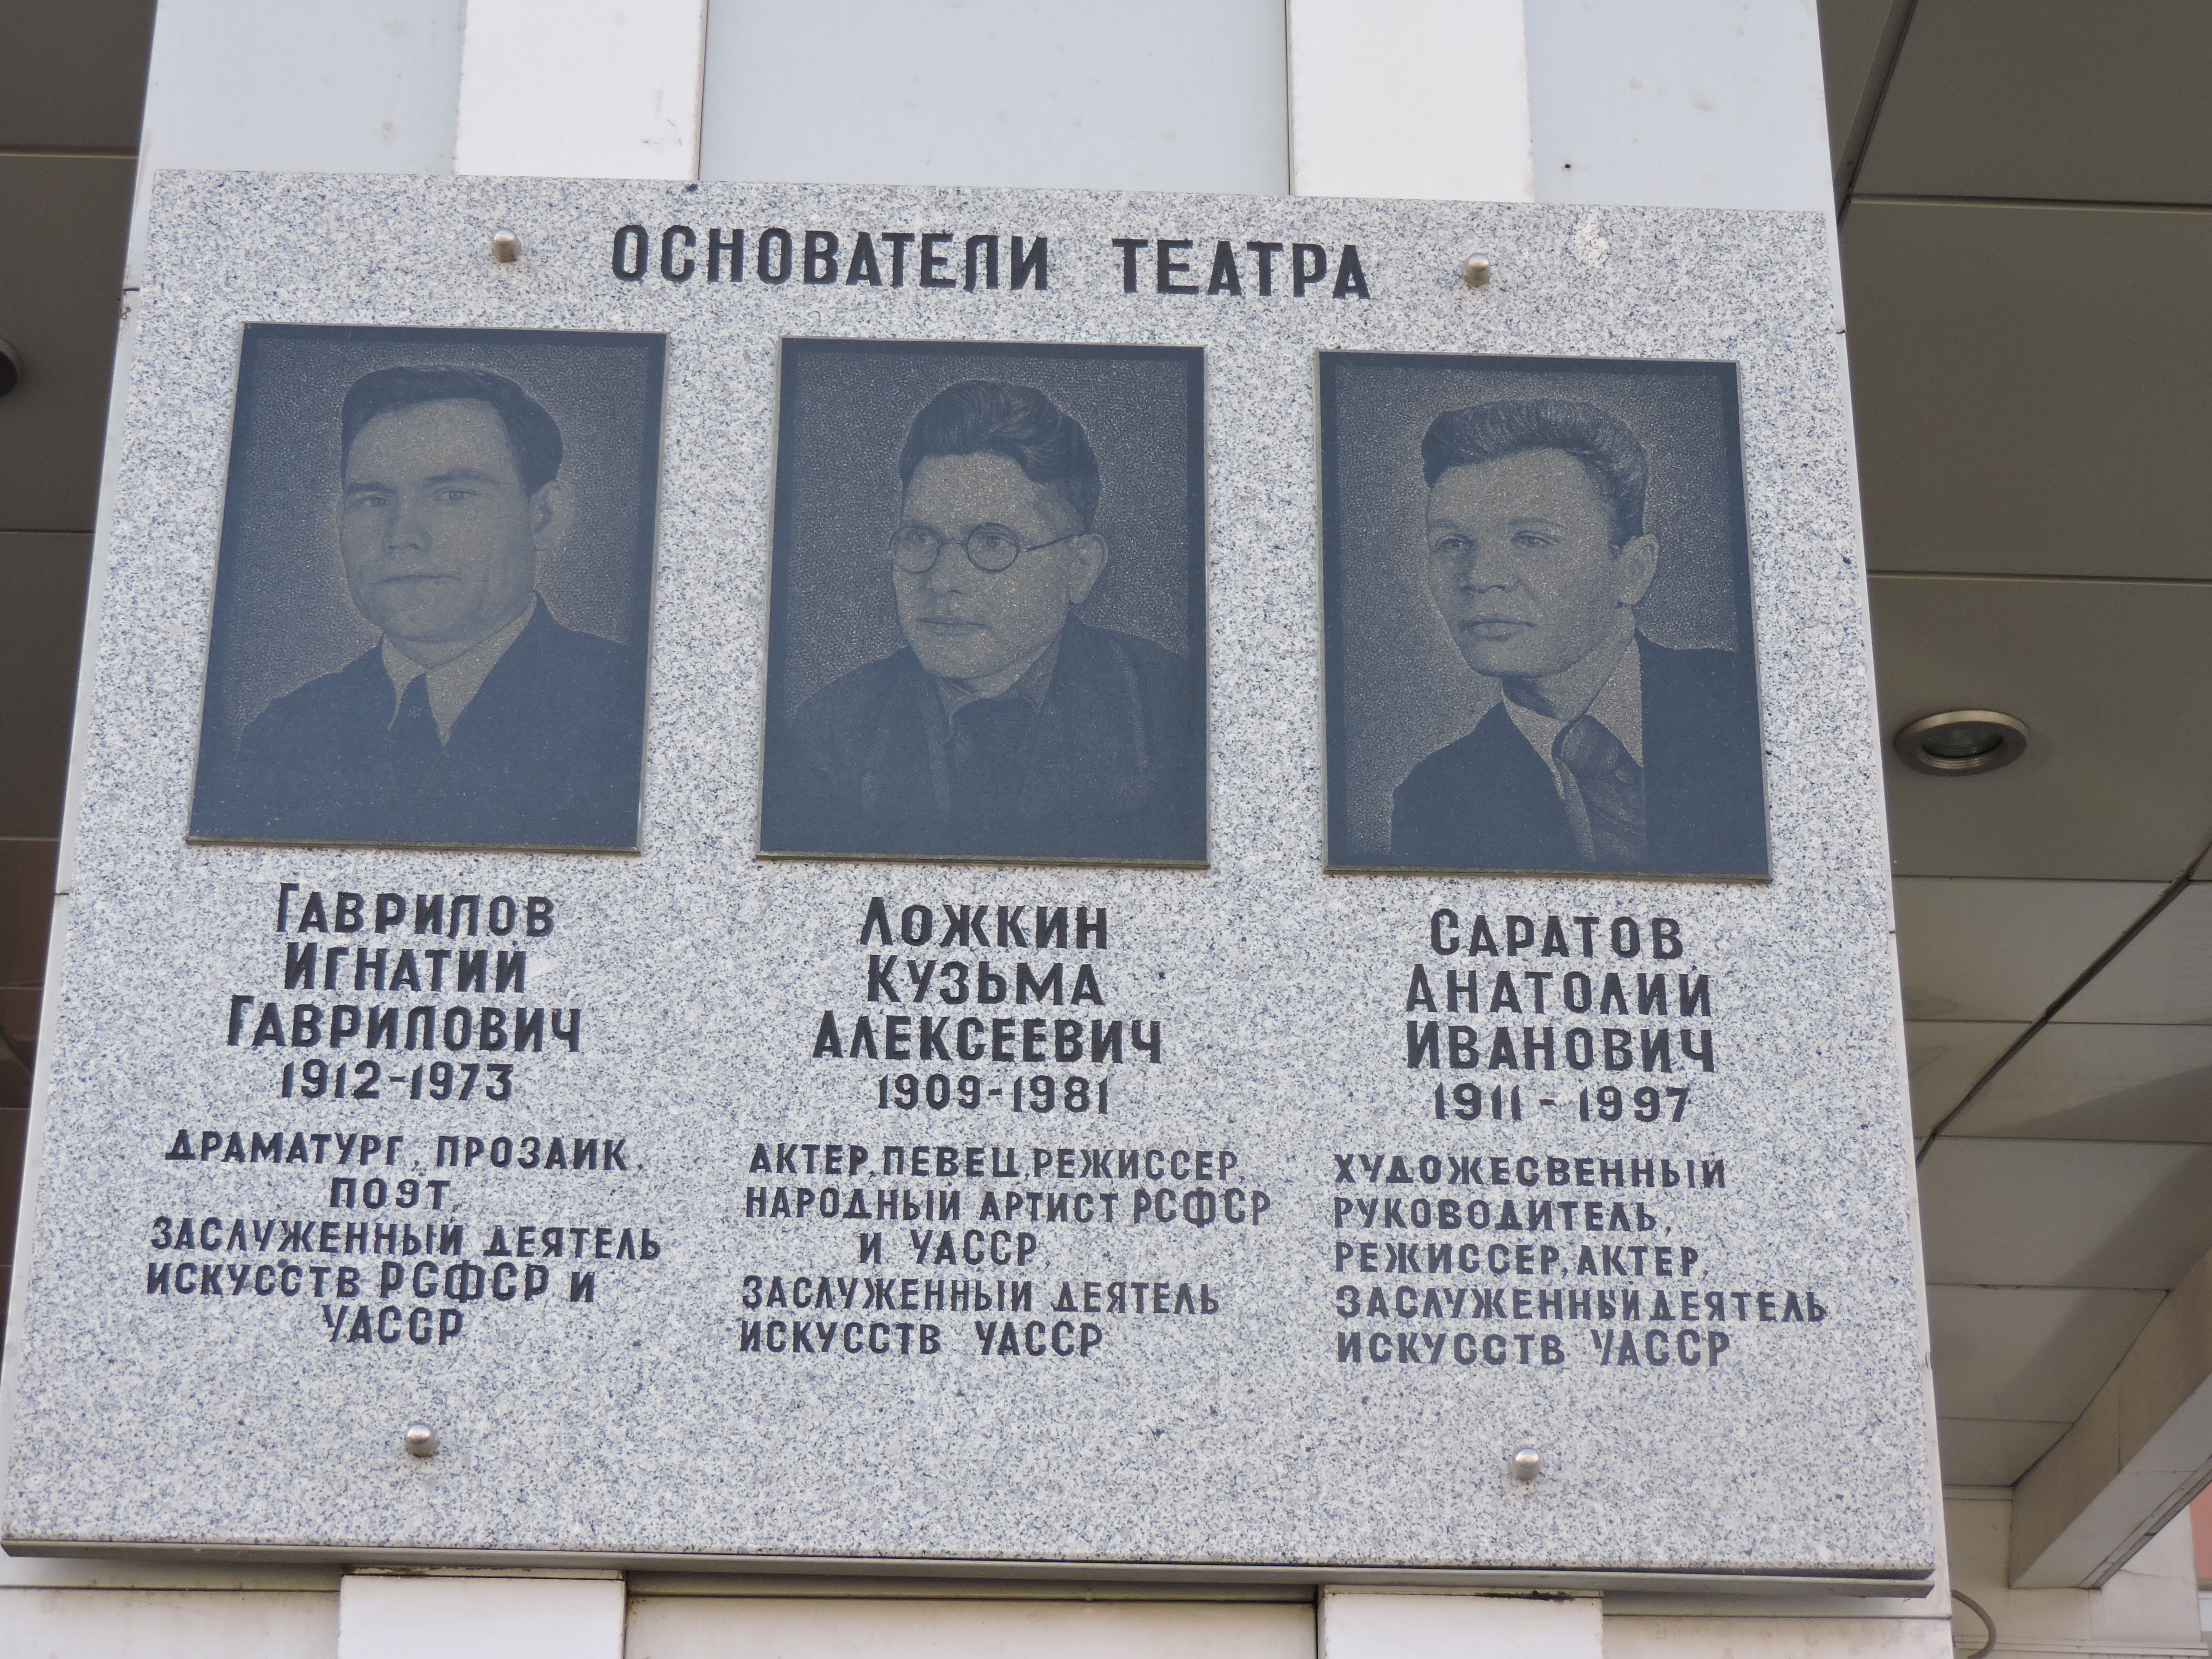 ОСНОВАТЕЛИ ТЕАТРА
ГАВРИЛОВ
ИГНАТИЙ
ГАВРИЛОВИЧ
1912-1973
ДРАМАТУРГ, ПРОЗАИК,
ПОЭТ,
ЗАСЛУЖЕННЫЙ ДЕЯТЕЛЬ
ИСКУССТВ РСФСР И
УАССР
ЛОЖКИН
КУЗЬМА
АЛЕКСЕЕВИЧ
1909-1981
АКТЕР, ПЕВЕЦ, РЕЖИССЕР,
НАРОДНЫЙ АРТИСТ РСФСР
И УАССР,
ЗАСЛУЖЕННЫЙ ДЕЯТЕЛЬ
ИСКУССТВ УАССР
САРАТОВ
АНАТОЛИЙ
ИВАНОВИЧ
1911-1997
ХУДОЖЕСВЕННЫЙ
РУКОВОДИТЕЛЬ,
РЕЖИССЕР, АКТЕР,
ЗАСЛУЖЕННЫЙ ДЕЯТЕЛЬ
ИСКУССТВ УАССР